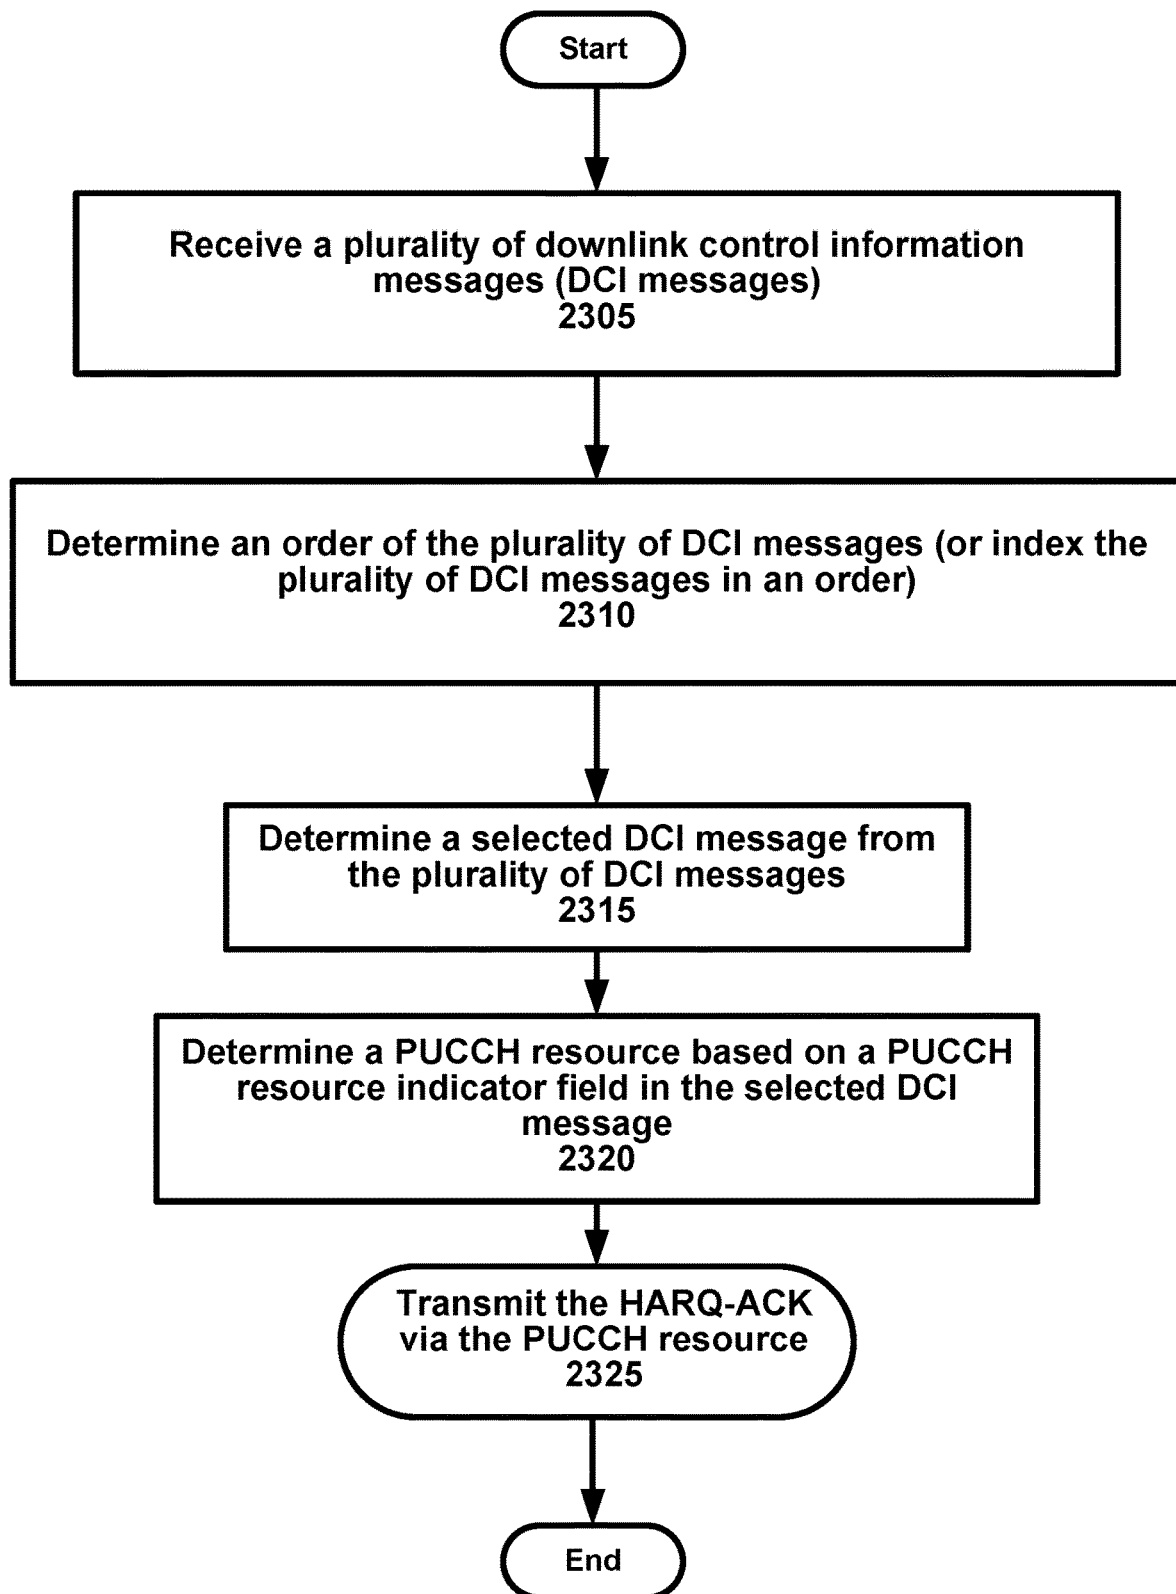 Start
Receive a plurality of downlink control information
messages (DCI messages)
2305
Determine an order of the plurality of DCI messages (or index the
plurality of DCI messages in an order)
2310
Determine a selected DCI message from
the plurality of DCI messages
2315
Determine a PUCCH resource based on a PUCCH
resource indicator field in the selected DCI
message
2320
Transmit the HARQ-ACK
via the PUCCH resource
2325
End